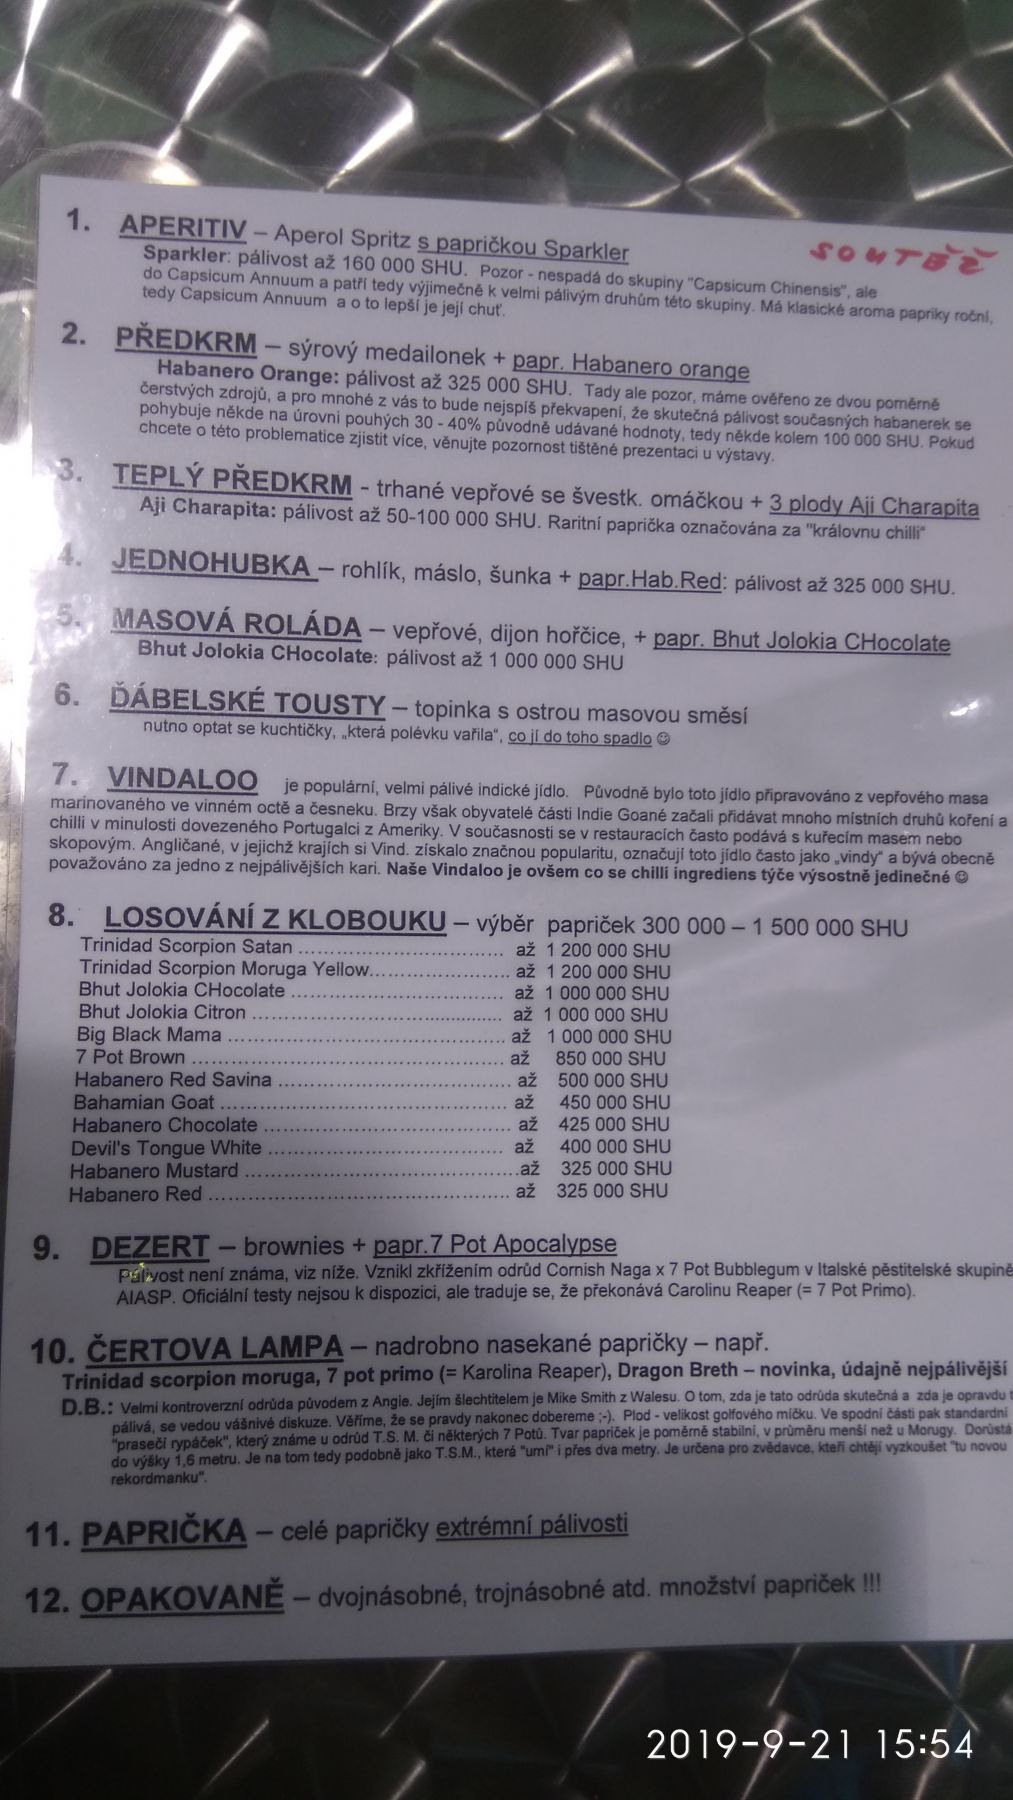 SOUTĚŽ
1. APERITIV – Aperol Spritz s papričkou Sparkler
Sparkler: pálivost až 160 000 SHU. Pozor - nespadá do skupiny "Capsicum Chinensis", ale
do Capsicum Annuum a patří tedy výjimečně k velmi pálivým druhům této skupiny. Má klasické aroma papriky roční,
tedy Capsicum Annuum a o to lepší je její chuť.
2. PŘEDKRM – sýrový medailonek + papr. Habanero orange
Habanero Orange: pálivost až 325 000 SHU. Tady ale pozor, máme ověřeno ze dvou poměrně
čerstvých zdrojů, a pro mnohé z vás to bude nejspíš překvapení, že skutečná pálivost současných habanerek se
pohybuje někde na úrovni pouhých 30 - 40% původně udávané hodnoty, tedy někde kolem 100 000 SHU. Pokud
chcete o této problematice zjistit více, věnujte pozornost tištěné prezentaci u výstavy.
3. TEPLÝ PŘEDKRM - trhané vepřové se švestk. omáčkou + 3 plody Aji Charapita
Aji Charapita: pálivost až 50-100 000 SHU. Raritní paprička označována za "královnu chilli"
4. JEDNOHUBKA – rohlík, máslo, šunka + papr.Hab.Red: pálivost až 325 000 SHU.
5. MASOVÁ ROLÁDA – vepřové, dijon hořčice, + papr. Bhut Jolokia CHocolate
Bhut Jolokia CHocolate: pálivost až 1 000 000 SHU
6. ĎÁBELSKÉ TOUSTY – topinka s ostrou masovou směsí
nutno optat se kuchtičky, „která polévku vařila", co jí do toho spadlo ☺
7. VINDALOO je populární, velmi pálivé indické jídlo. Původně bylo toto jídlo připravováno z vepřového masa
marinovaného ve vinném octě a česneku. Brzy však obyvatelé části Indie Goané začali přidávat mnoho místních druhů koření a
chilli v minulosti dovezeného Portugalci z Ameriky. V současnosti se v restauracích často podává s kuřecím masem nebo
skopovým. Angličané, v jejichž krajích si Vind. získalo značnou popularitu, označují toto jídlo často jako „vindy" a bývá obecně
považováno za jedno z nejpálivějších kari. Naše Vindaloo je ovšem co se chilli ingrediens týče výsostně jedinečné ☺
8. LOSOVÁNÍ Z KLOBOUKU – výběr papriček 300 000 – 1 500 000 SHU
Trinidad Scorpion Satan .................................. až 1 200 000 SHU
Trinidad Scorpion Moruga Yellow....................... až 1 200 000 SHU
Bhut Jolokia CHocolate ................................... až 1 000 000 SHU
Bhut Jolokia Citron ......................................... až 1 000 000 SHU
Big Black Mama ............................................. až 1 000 000 SHU
7 Pot Brown ................................................... až 850 000 SHU
Habanero Red Savina ..................................... až 500 000 SHU
Bahamian Goat .............................................. až 450 000 SHU
Habanero Chocolate ....................................... až 425 000 SHU
Devil's Tongue White ...................................... až 400 000 SHU
Habanero Mustard ..........................................až 325 000 SHU
Habanero Red ................................................ až 325 000 SHU
9. DEZERT – brownies + papr.7 Pot Apocalypse
Pálivost není známa, viz níže. Vznikl zkřížením odrůd Cornish Naga x 7 Pot Bubblegum v Italské pěstitelské skupině
AIASP. Oficiální testy nejsou k dispozici, ale traduje se, že překonává Carolinu Reaper (= 7 Pot Primo).
10. ČERTOVA LAMPA – nadrobno nasekané papričky – např.
Trinidad scorpion moruga, 7 pot primo (= Karolina Reaper), Dragon Breth – novinka, údajně nejpálivější
D.B.: Velmi kontroverzní odrůda původem z Angie. Jejím šlechtitelem je Mike Smith z Walesu. O tom, zda je tato odrůda skutečná a zda je opravdu t
pálivá, se vedou vášnivé diskuze. Věříme, že se pravdy nakonec dobereme ;-). Plod - velikost golfového míčku. Ve spodní části pak standardní
"prasečí rypáček", který známe u odrůd T.S. M. či některých 7 Potů. Tvar papriček je poměrně stabilní, v průměru menší než u Morugy. Dorůstá
do výšky 1,6 metru. Je na tom tedy podobně jako T.S.M., která "umí" i přes dva metry. Je určena pro zvědavce, kteří chtějí vyzkoušet "tu novou
rekordmanku".
11. PAPRIČKA – celé papričky extrémní pálivosti
12. OPAKOVANĚ – dvojnásobné, trojnásobné atd. množství papriček !!!
2019-9-21 15:54